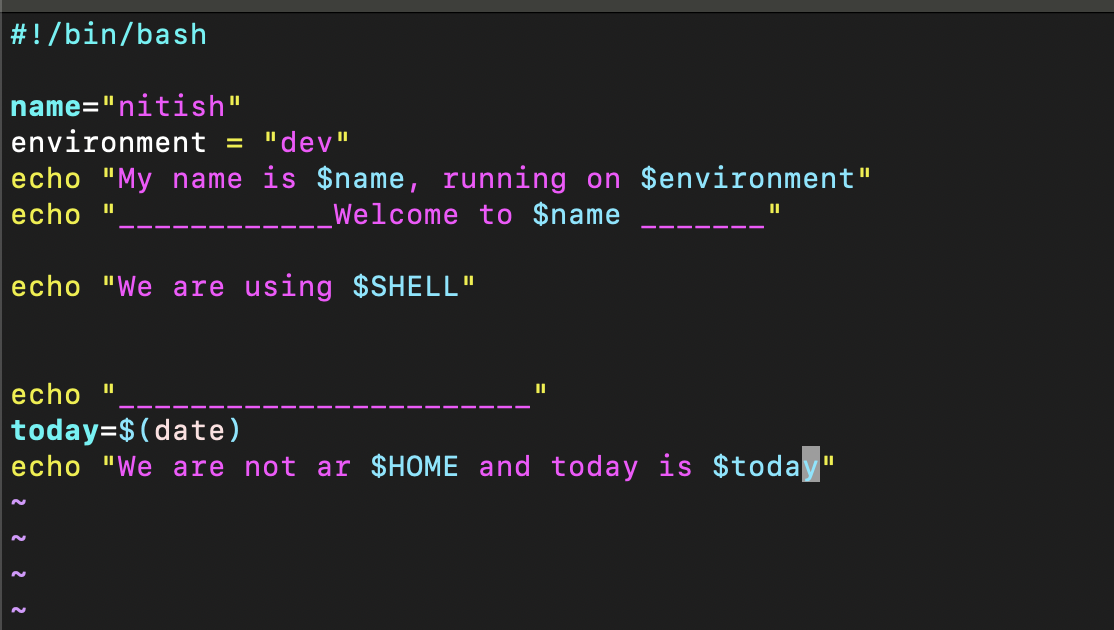 #!/bin/bash
name="nitish"
environment = "dev"
echo "My name is $name, running on $environment"
echo "____________Welcome to $name _______"
echo "We are using $SHELL"
echo "_______________________"
today=$(date)
echo "We are not ar $HOME and today is $today"
~
~
~
~